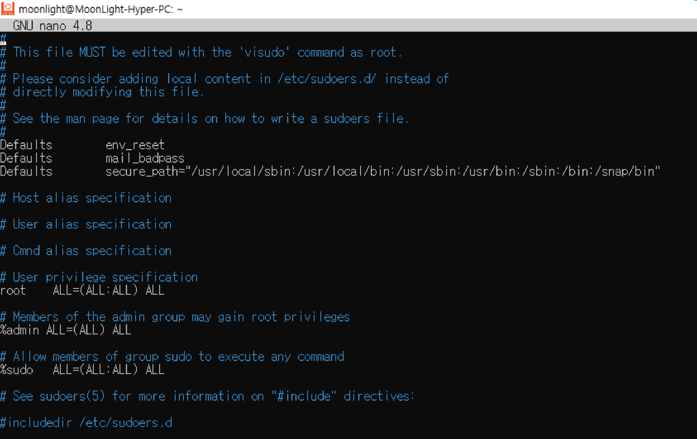 moonlight@MoonLight-Hyper-PC: ~
GNU nano 4.8
#
# This file MUST be edited with the 'visudo' command as root.
#
# Please consider adding local content in /etc/sudoers.d/ instead of
# directly modifying this file.
#
# See the man page for details on how to write a sudoers file.
#
Defaults        env_reset
Defaults        mail_badpass
Defaults        secure_path="/usr/local/sbin:/usr/local/bin:/usr/sbin:/usr/bin:/sbin:/bin:/snap/bin"
# Host alias specification
# User alias specification
# Cmnd alias specification
# User privilege specification
root    ALL=(ALL:ALL) ALL
# Members of the admin group may gain root privileges
%admin ALL=(ALL) ALL
# Allow members of group sudo to execute any command
%sudo   ALL=(ALL:ALL) ALL
# See sudoers(5) for more information on "#include" directives:
#includedir /etc/sudoers.d